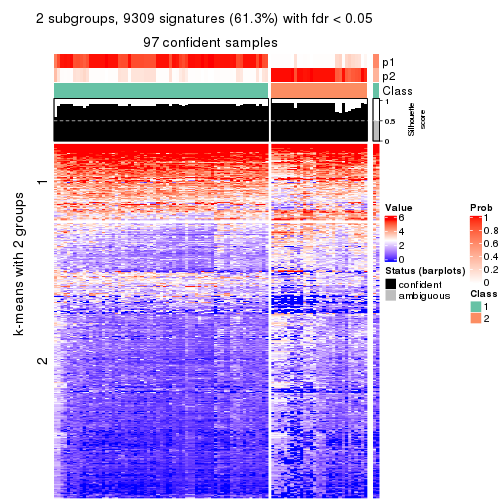 2 subgroups, 9309 signatures (61.3%) with fdr < 0.05
97 confident samples
p1
p2
Class
1
0.5
0
Silhouette
score
k-means with 2 groups
1
2
Value
6
4
2
0
Status (barplots)
confident
ambiguous
Prob
1
0.8
0.6
0.4
0.2
0
Class
1
2